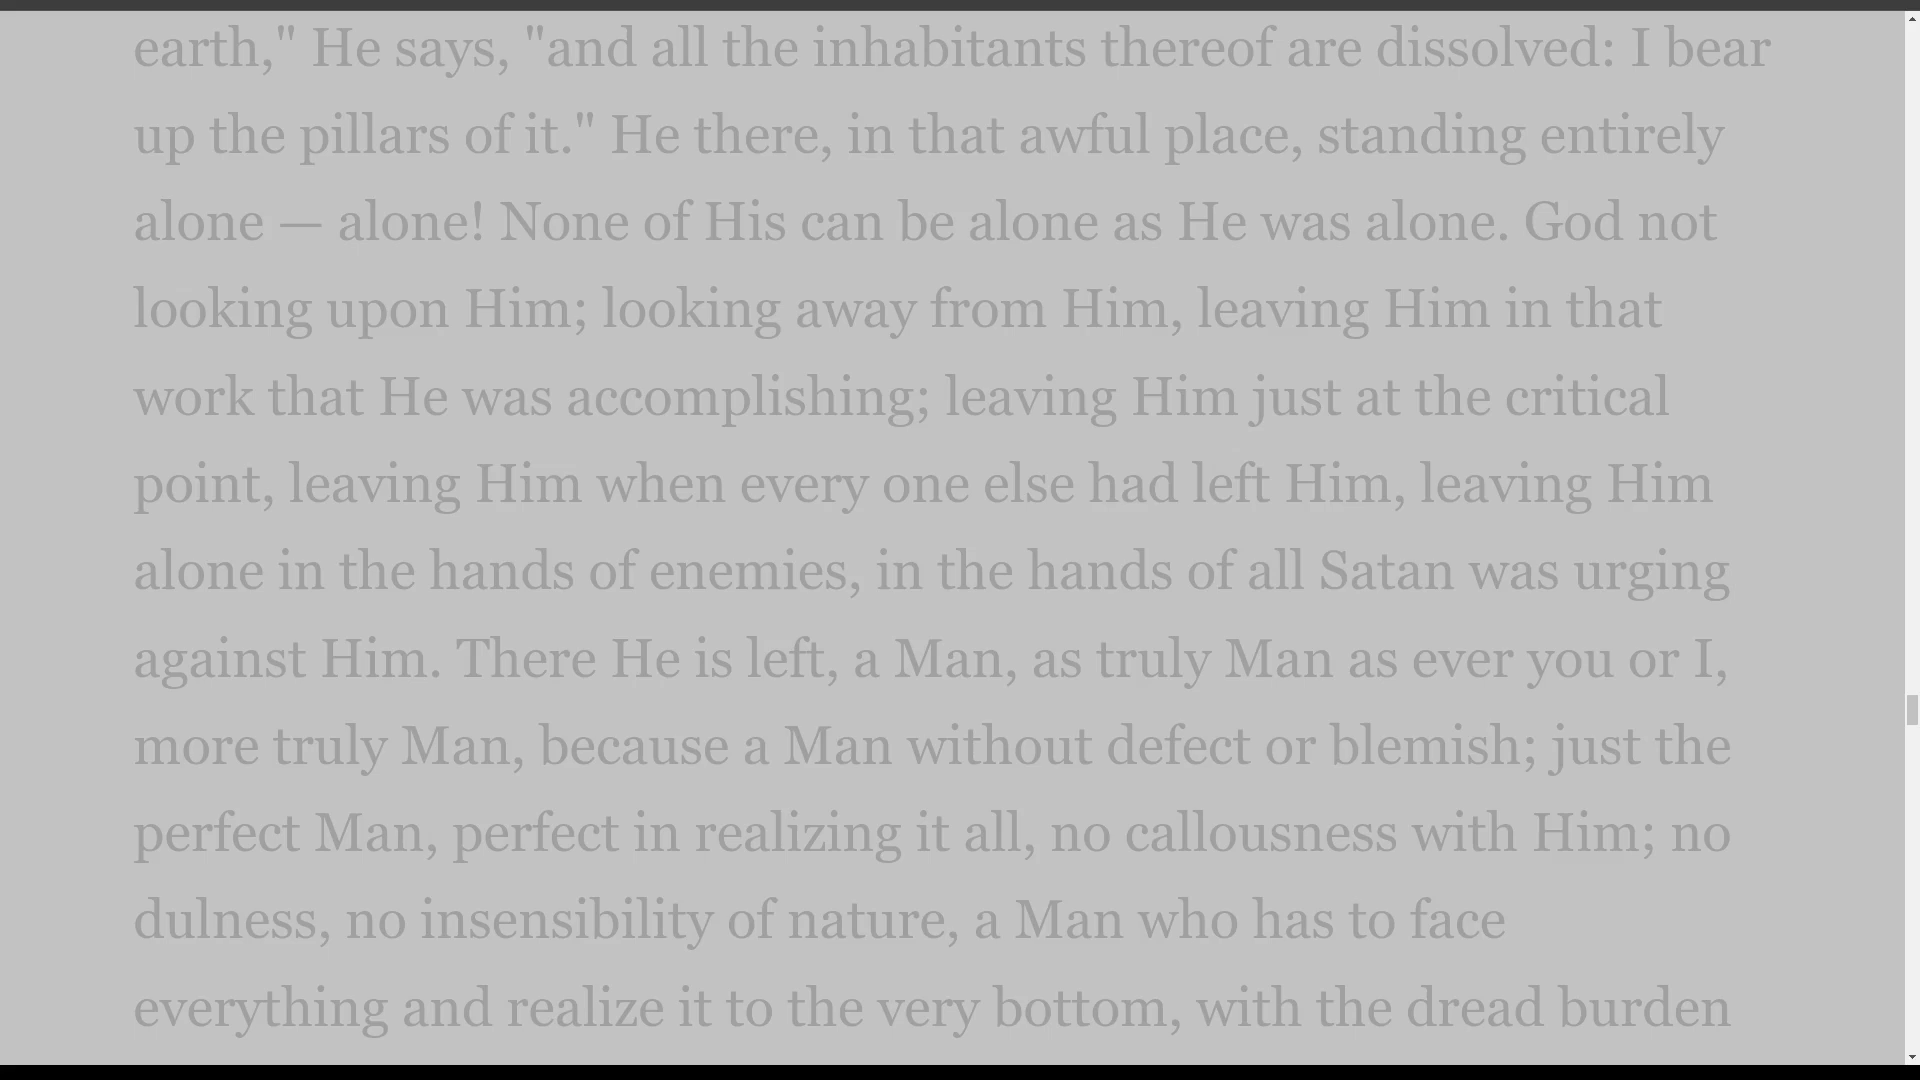 earth," He says, "and all the inhabitants thereof are dissolved: I bear
up the pillars of it." He there, in that awful place, standing entirely
alone — alone! None of His can be alone as He was alone. God not
looking upon Him; looking away from Him, leaving Him in that
work that He was accomplishing; leaving Him just at the critical
point, leaving Him when every one else had left Him, leaving Him
alone in the hands of enemies, in the hands of all Satan was urging
against Him. There He is left, a Man, as truly Man as ever you or I,
more truly Man, because a Man without defect or blemish; just the
perfect Man, perfect in realizing it all, no callousness with Him; no
dulness, no insensibility of nature, a Man who has to face
everything and realize it to the very bottom, with the dread burden